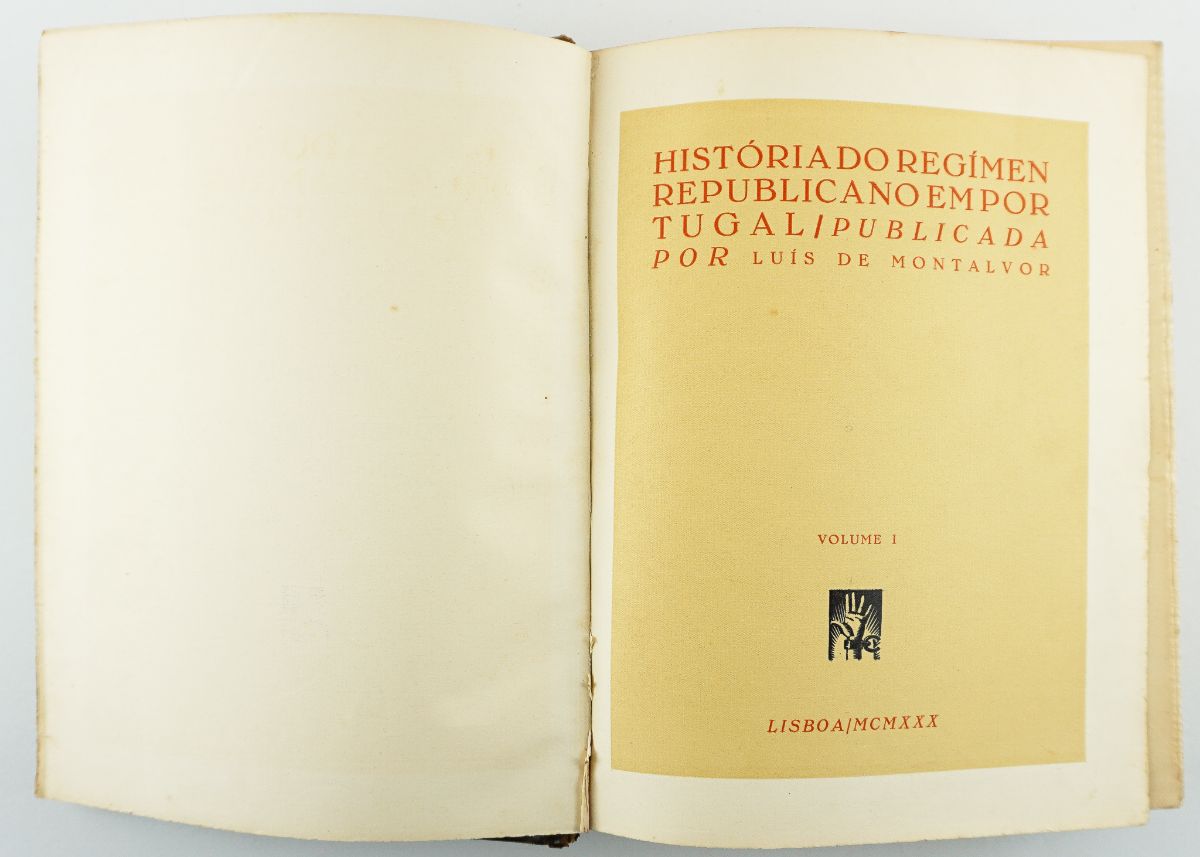 HISTÓRIA DO REGÍMEN
REPUBLICANO EM POR
TUGAL / PUBLICADA
POR LUÍS DE MONTALVOR
VOLUME I
LISBOA/MCMXXX